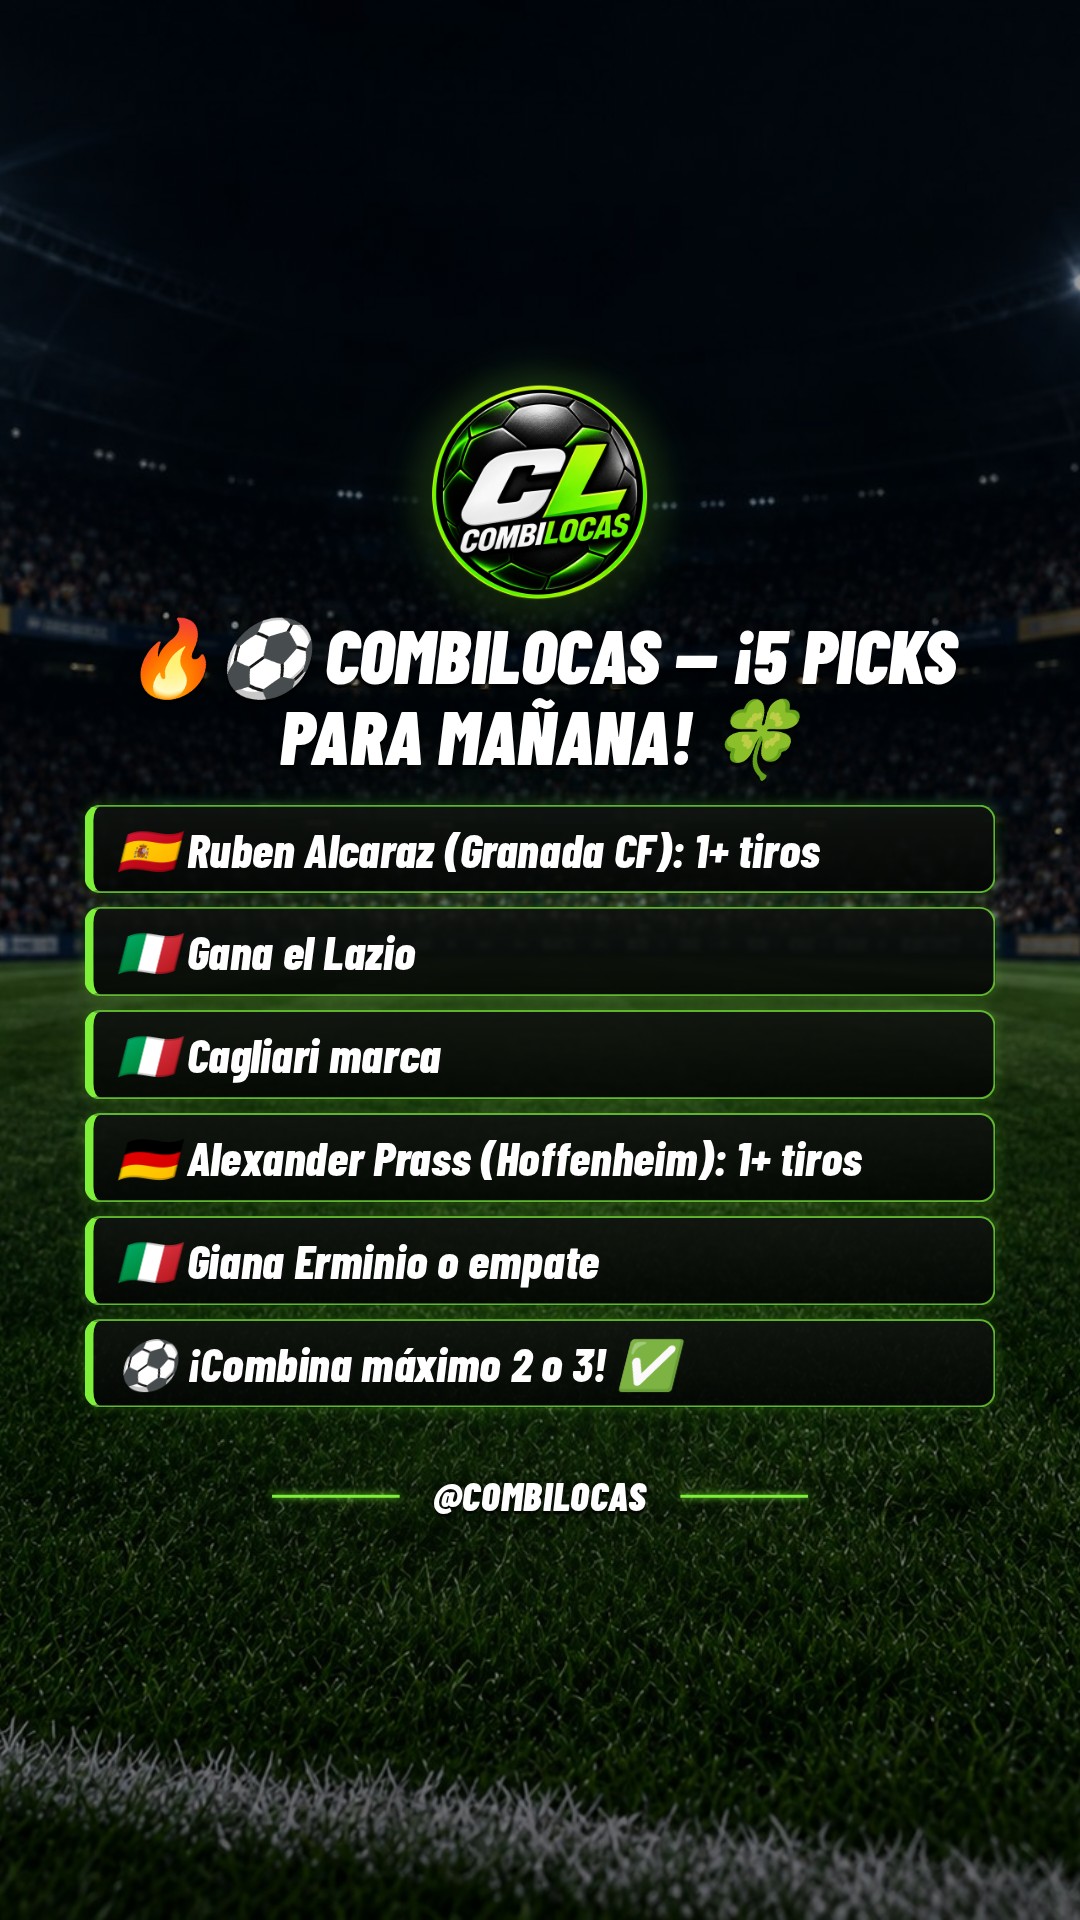 CL
COMBILOCAS
🔥⚽ COMBILOCAS – ¡5 PICKS
PARA MAÑANA! 🍀
🇪🇸 Ruben Alcaraz (Granada CF): 1+ tiros
🇮🇹 Gana el Lazio
🇮🇹 Cagliari marca
🇩🇪 Alexander Prass (Hoffenheim): 1+ tiros
🇮🇹 Giana Erminio o empate
⚽ ¡Combina máximo 2 o 3! ✅
@COMBILOCAS